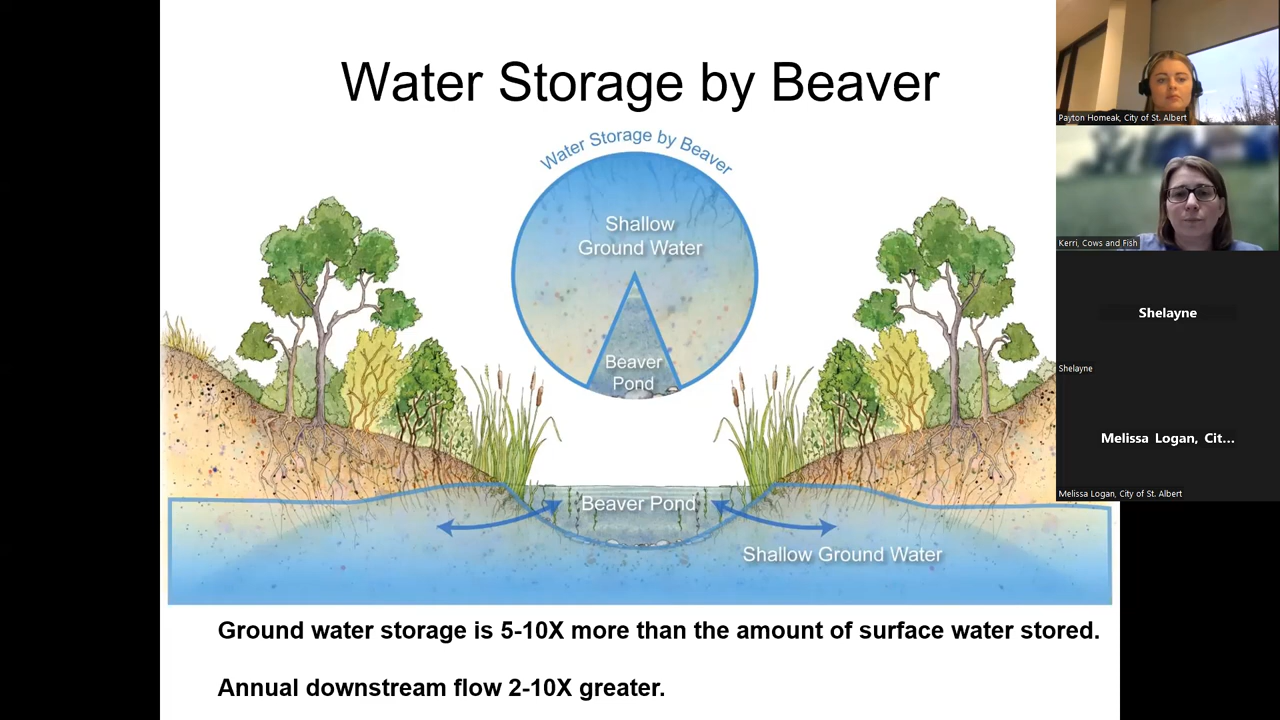 Water Storage by Beaver
Water Storage by Beaver
Shallow
Ground Water
Beaver
Pond
Beaver Pond
Shallow Ground Water
Ground water storage is 5-10X more than the amount of surface water stored.
Annual downstream flow 2-10X greater.
Payton Homeak, City of St. Albert
Kerri, Cows and Fish
Shelayne
Shelayne
Melissa Logan, Cit...
Melissa Logan, City of St. Albert